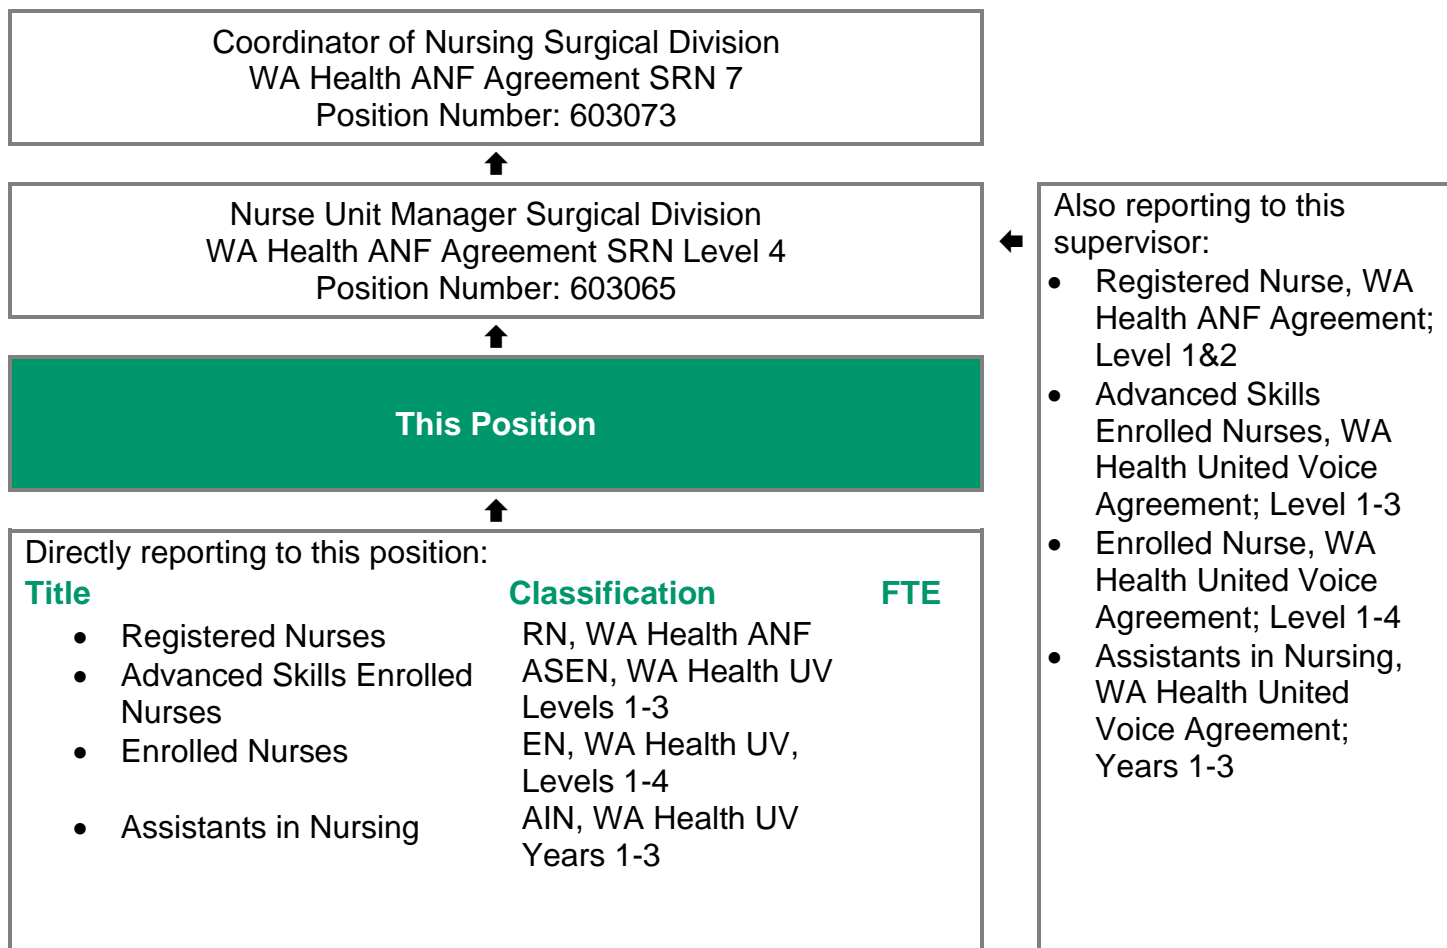 Coordinator of Nursing Surgical Division
WA Health ANF Agreement SRN 7
Position Number: 603073
Nurse Unit Manager Surgical Division
WA Health ANF Agreement SRN Level 4
Position Number: 603065
This Position
Directly reporting to this position:
Title Classification FTE
• Registered Nurses RN, WA Health ANF
• Advanced Skills Enrolled ASEN, WA Health UV
Nurses Levels 1-3
• Enrolled Nurses EN, WA Health UV,
Levels 1-4
• Assistants in Nursing AIN, WA Health UV
Years 1-3
Also reporting to this
supervisor:
• Registered Nurse, WA
Health ANF Agreement;
Level 1&2
• Advanced Skills
Enrolled Nurses, WA
Health United Voice
Agreement; Level 1-3
• Enrolled Nurse, WA
Health United Voice
Agreement; Level 1-4
• Assistants in Nursing,
WA Health United
Voice Agreement;
Years 1-3